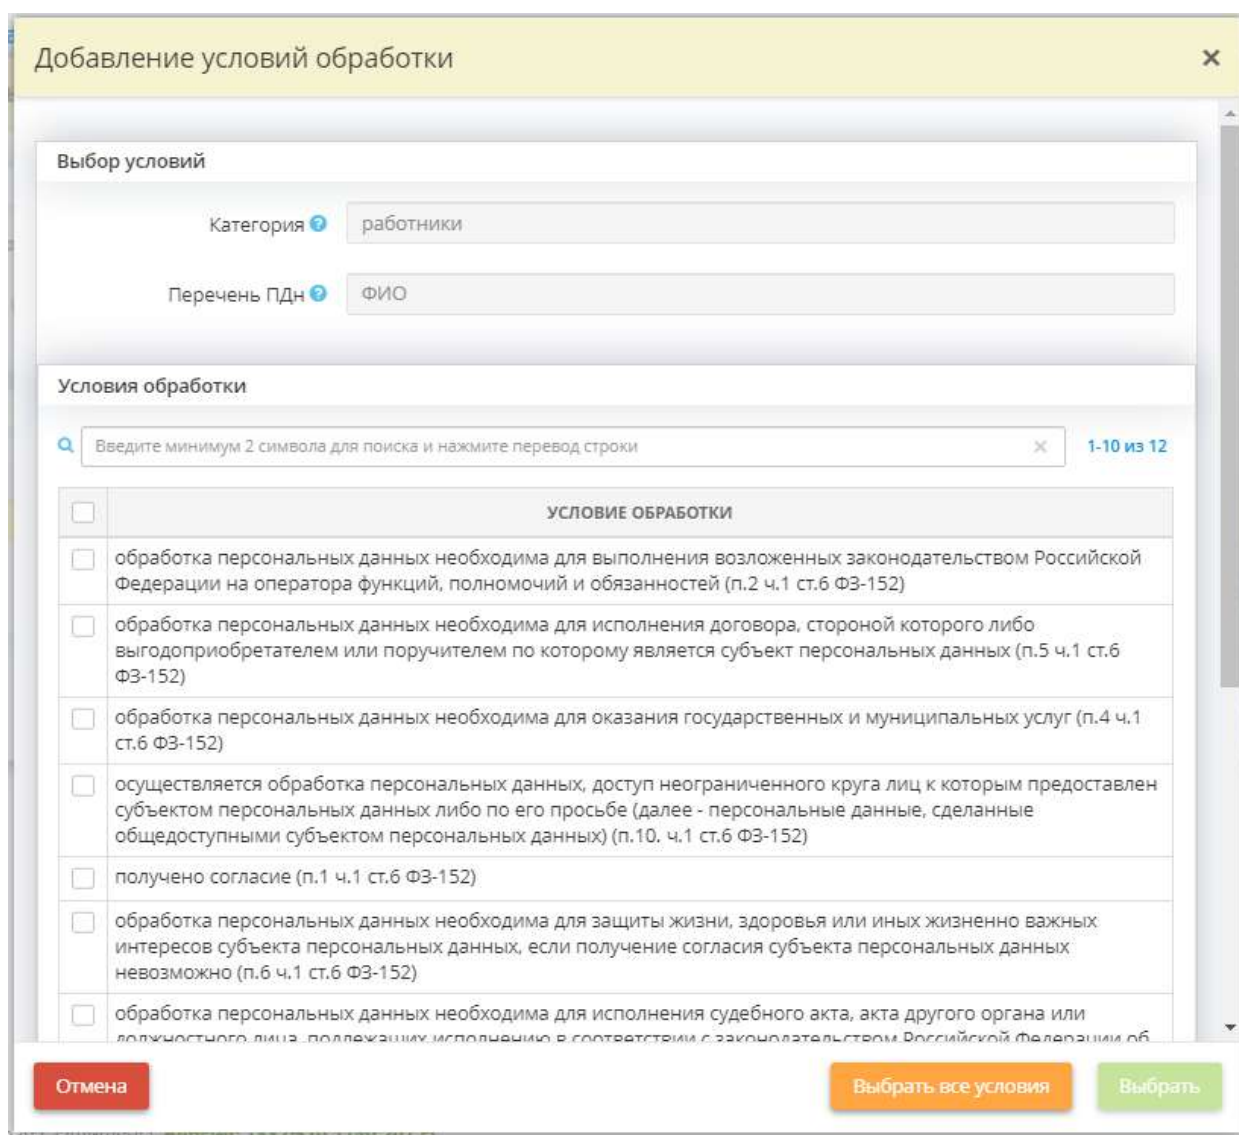 Добавление условий обработки
Выбор условий
Категория
работники
Перечень ПДн
ФИО
Условия обработки
Введите минимум 2 символа для поиска и нажмите перевод строки
1-10 из 12
УСЛОВИЕ ОБРАБОТКИ
обработка персональных данных необходима для выполнения возложенных законодательством Российской
Федерации на оператора функций, полномочий и обязанностей (п.2 ч.1 ст.6 ФЗ-152)
обработка персональных данных необходима для исполнения договора, стороной которого либо
выгодоприобретателем или поручителем по которому является субъект персональных данных (п.5 ч.1 ст.6
ФЗ-152)
обработка персональных данных необходима для оказания государственных и муниципальных услуг (п.4 ч.1
ст.6 ФЗ-152)
осуществляется обработка персональных данных, доступ неограниченного круга лиц к которым предоставлен
субъектом персональных данных либо по его просьбе (далее - персональные данные, сделанные
общедоступными субъектом персональных данных) (п.10. ч.1 ст.6 ФЗ-152)
получено согласие (п.1 ч.1 ст.6 ФЗ-152)
обработка персональных данных необходима для защиты жизни, здоровья или иных жизненно важных
интересов субъекта персональных данных, если получение согласия субъекта персональных данных
невозможно (п.6 ч.1 ст.6 ФЗ-152)
обработка персональных данных необходима для исполнения судебного акта, акта другого органа или
должностного лица, подлежащих исполнению в соответствии с законодательством Российской Федерации об
Отмена
Выбрать все условия
Выбрать